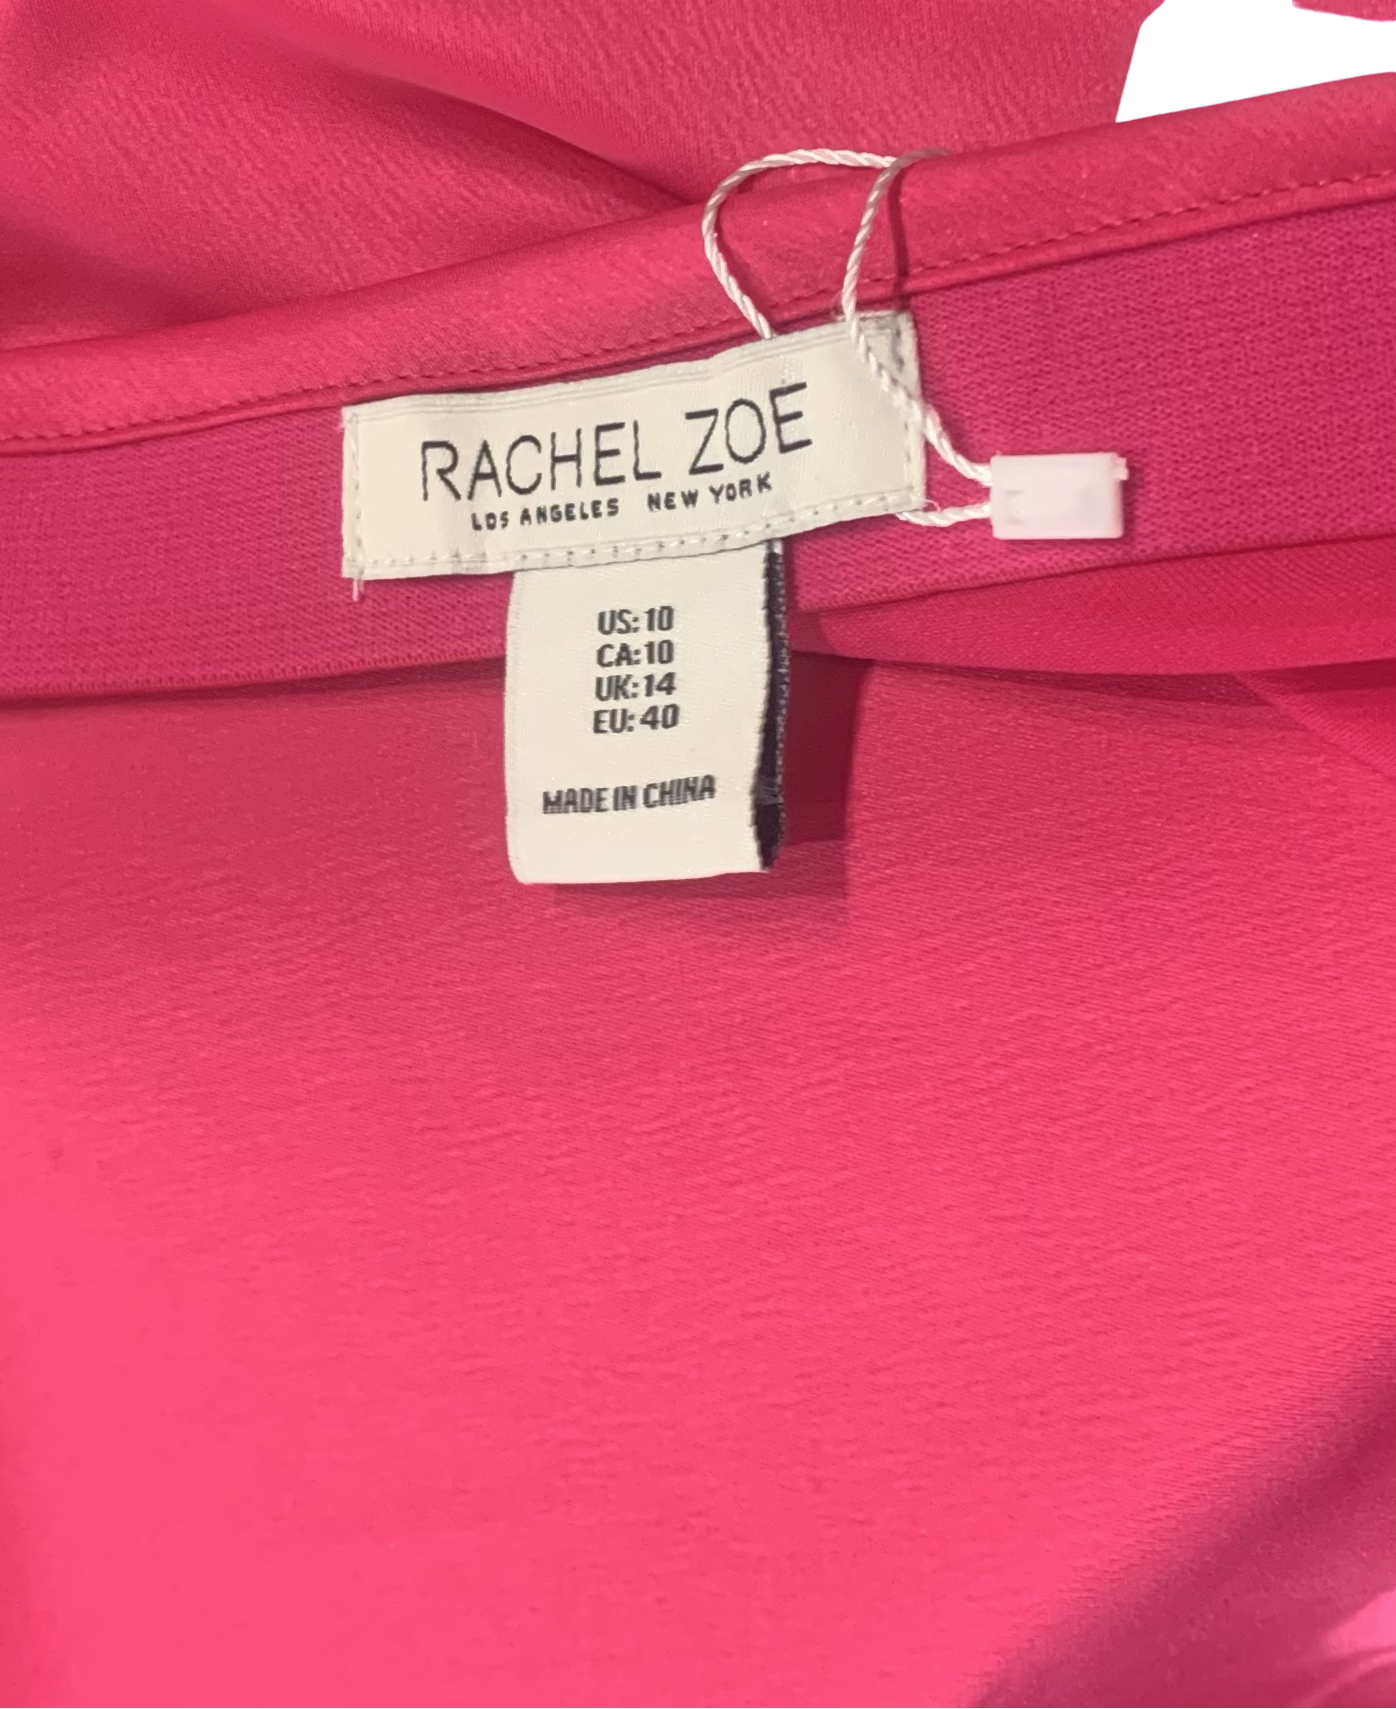 RACHEL ZOE
LOS ANGELES NEW YORK
US: 10
CA: 10
UK: 14
EU: 40
MADE IN CHINA